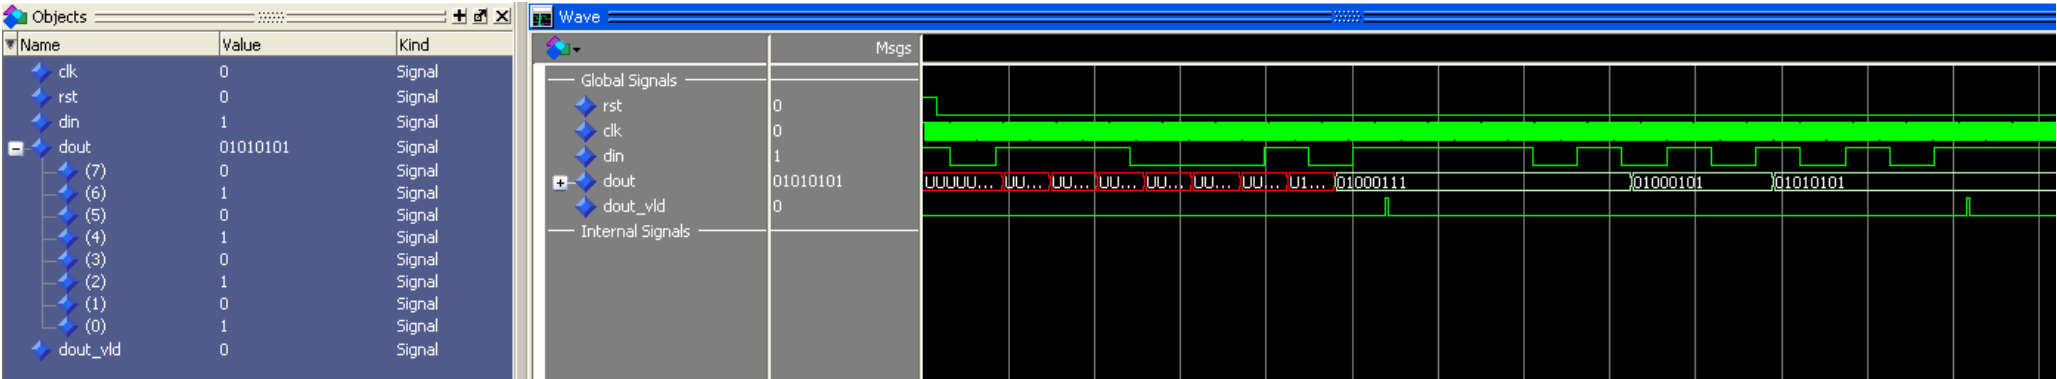 Objects
Name Value Kind
clk 0 Signal
rst 0 Signal
din 1 Signal
dout 01010101 Signal
(7) 0 Signal
(6) 1 Signal
(5) 0 Signal
(4) 1 Signal
(3) 0 Signal
(2) 1 Signal
(1) 0 Signal
(0) 1 Signal
dout_vld 0 Signal
Wave
Msgs
Global Signals
rst 0
clk 0
din 1
dout 01010101 UUUUU... UU... UU... UU... UU... UU... UU... U1... 01000111 01000101 01010101
dout_vld 0
Internal Signals